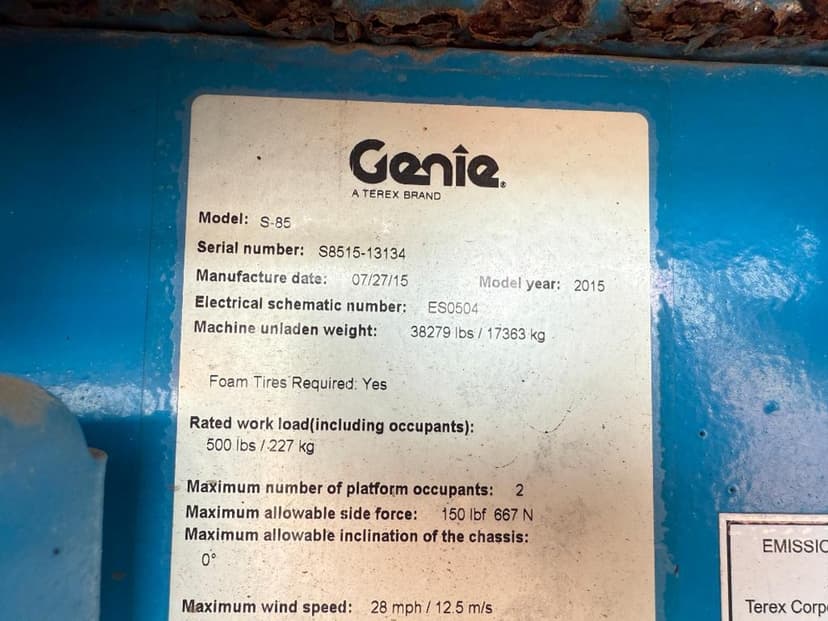 Genie®
A TEREX BRAND
Model: S-85
Serial number: S8515-13134
Manufacture date: 07/27/15 Model year: 2015
Electrical schematic number: ES0504
Machine unladen weight: 38279 lbs / 17363 kg
Foam Tires Required: Yes
Rated work load(including occupants):
500 lbs / 227 kg
Maximum number of platform occupants: 2
Maximum allowable side force: 150 lbf 667 N
Maximum allowable inclination of the chassis:
0°
Maximum wind speed: 28 mph / 12.5 m/s
EMISSIO
Terex Corp